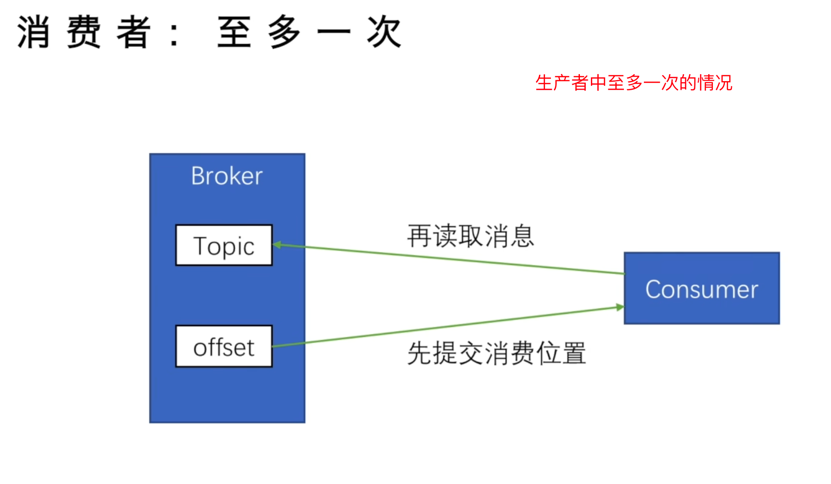 消费者：至多一次
生产者中至多一次的情况
Broker
Topic
再读取消息
Consumer
offset
先提交消费位置